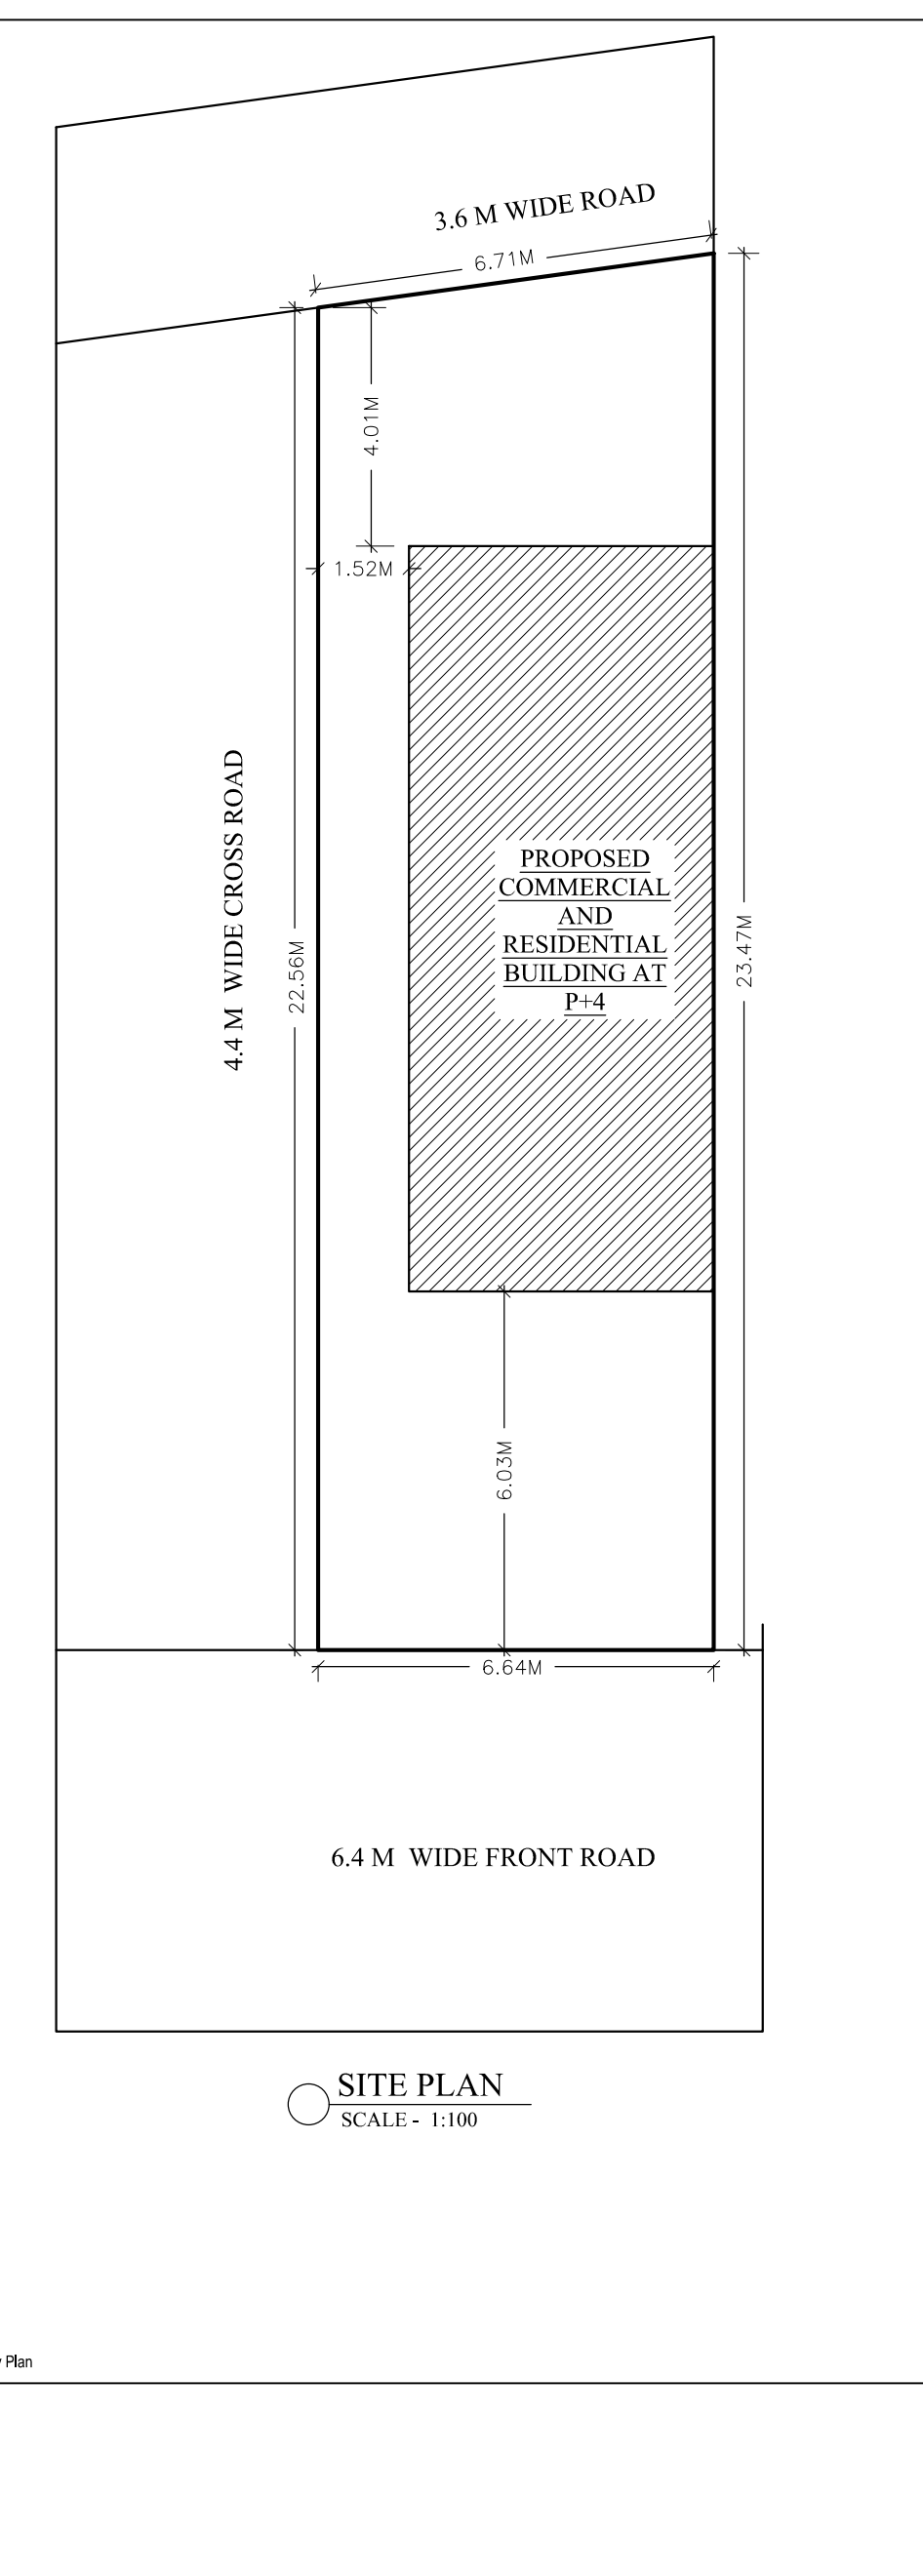 3.6 M WIDE ROAD
6.71M
4.01M
1.52M
4.4 M  WIDE CROSS ROAD
22.56M
PROPOSED
COMMERCIAL
AND
RESIDENTIAL
BUILDING AT
P+4
23.47M
6.03M
6.64M
6.4 M  WIDE FRONT ROAD
SITE PLAN
SCALE -  1:100
Plan